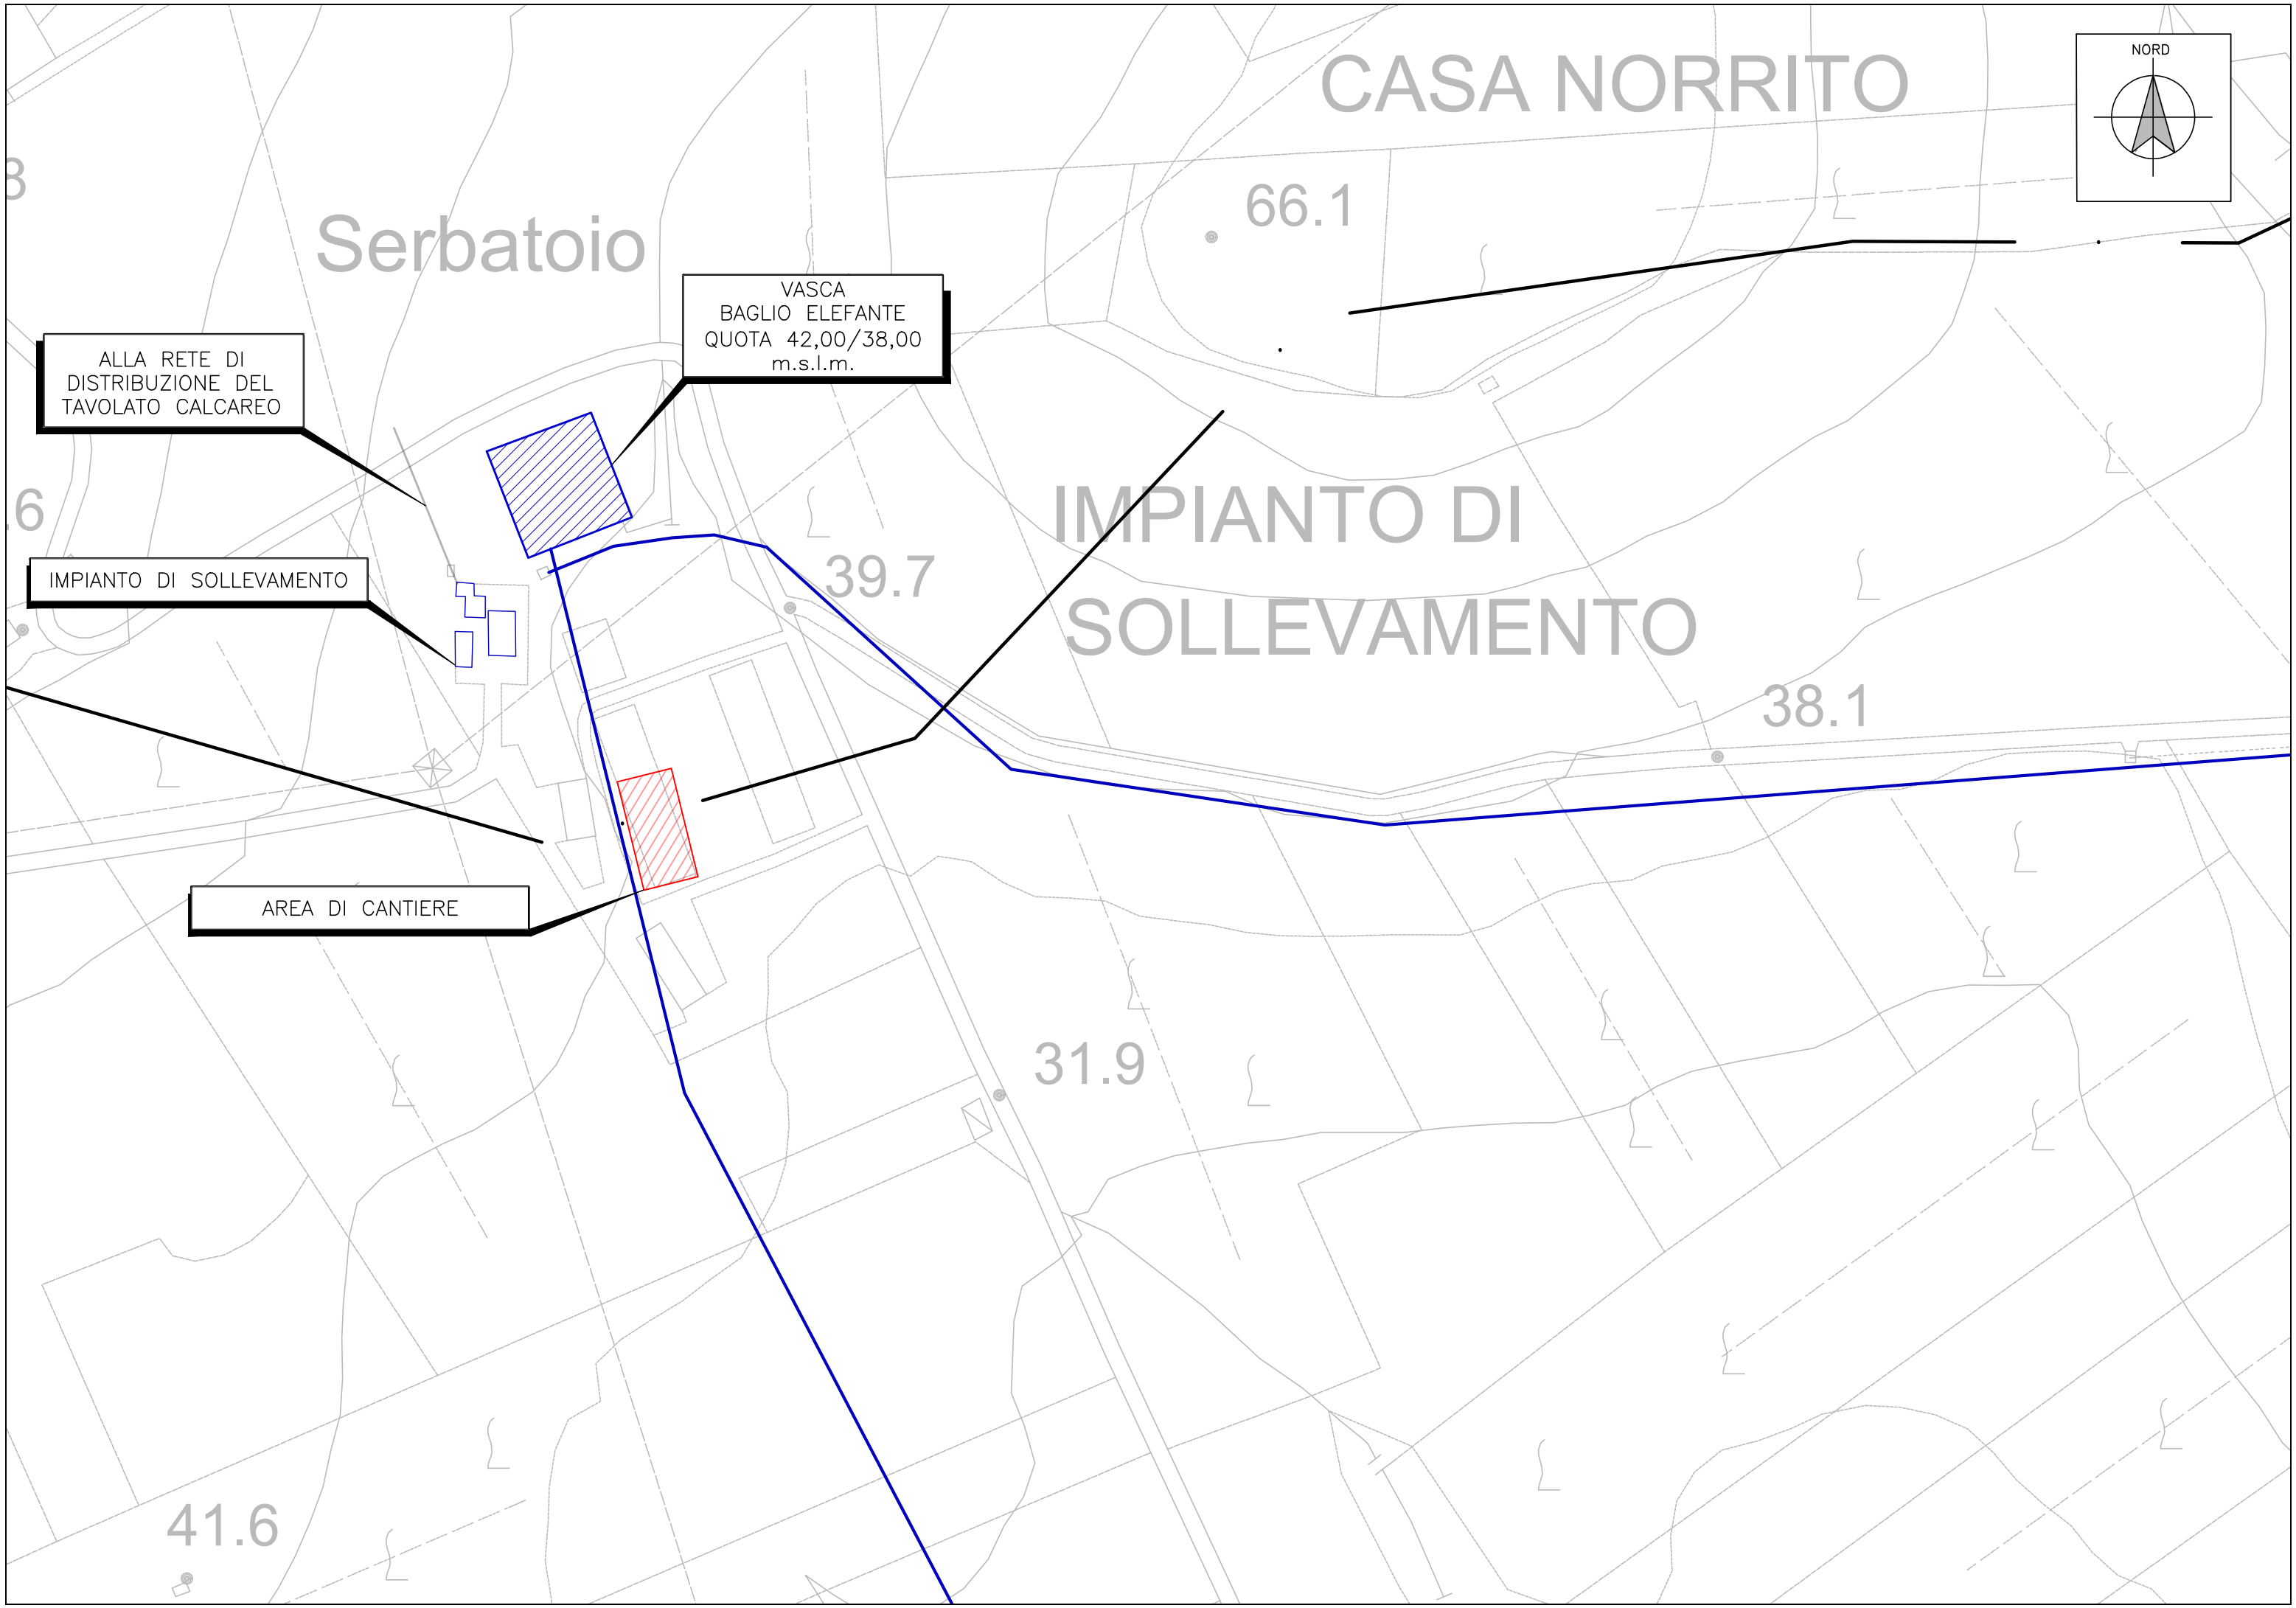 CASA NORRITO
NORD
3
66.1
Serbatoio
VASCA
BAGLIO ELEFANTE
QUOTA 42,00/38,00
m.s.l.m.
ALLA RETE DI
DISTRIBUZIONE DEL
TAVOLATO CALCAREO
.6
IMPIANTO DI
SOLLEVAMENTO
39.7
IMPIANTO DI SOLLEVAMENTO
38.1
AREA DI CANTIERE
31.9
41.6